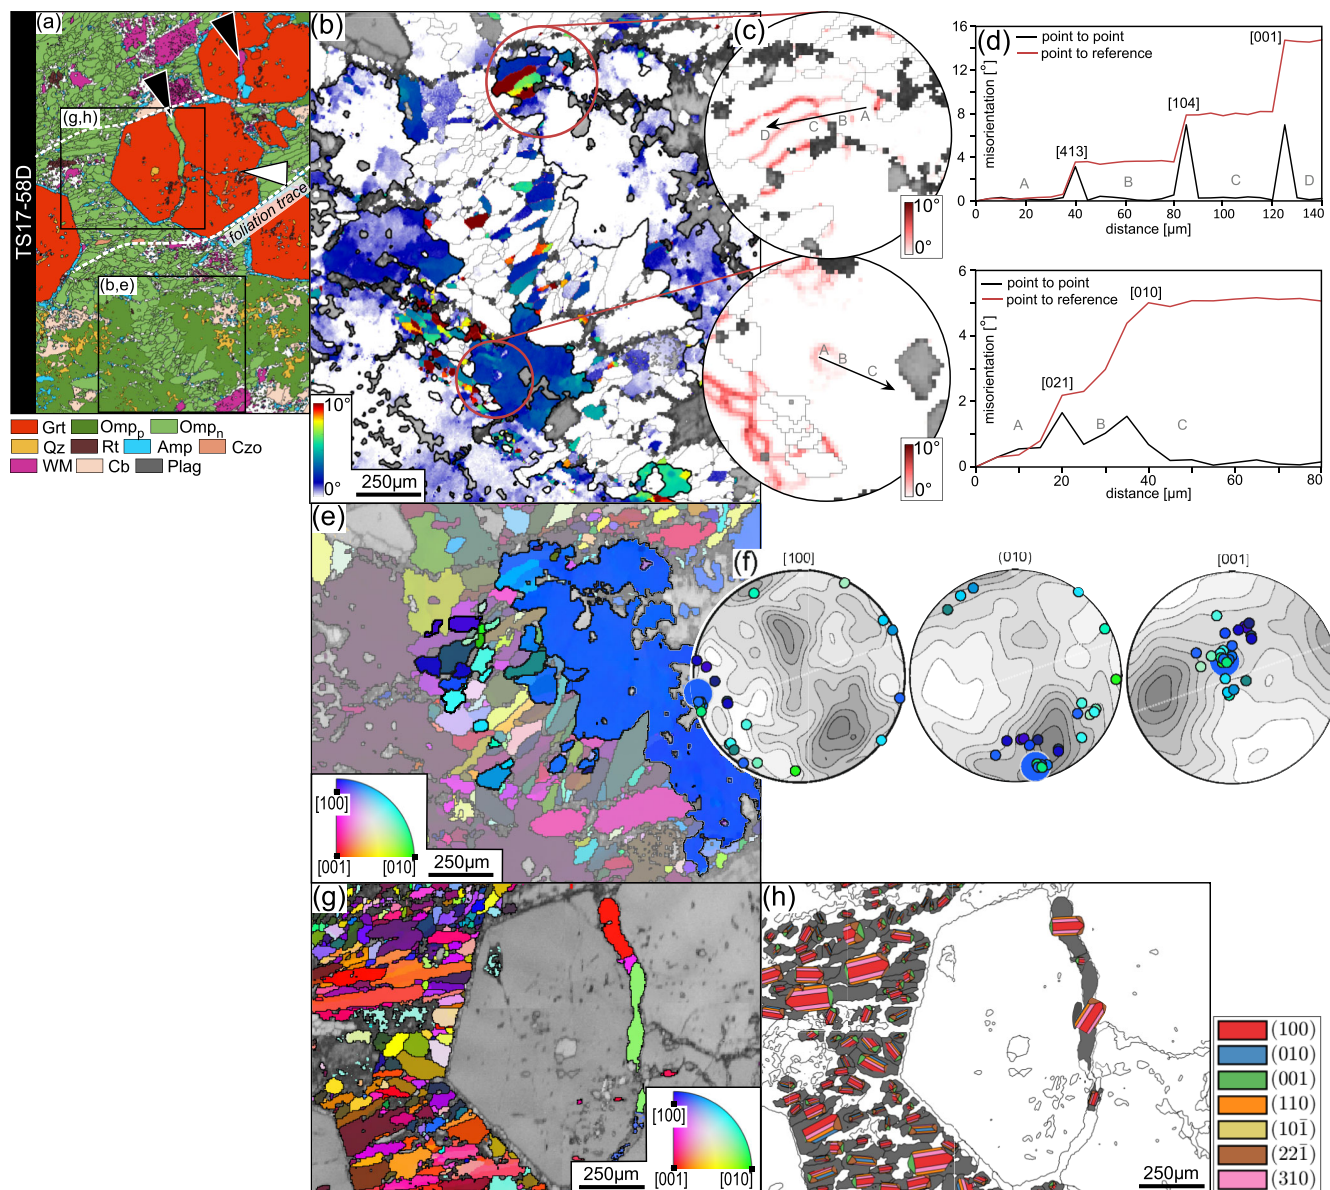 TS17-58D
(a)
(g,h)
foliation trace
(b,e)
Grt Omp_p Omp_n
Qz Rt Amp Czo
WM Cb Plag
(b)
10°
0°
250µm
(c)
A
B
C
D
10°
0°
A
B
C
10°
0°
(d)
point to point
point to reference
misorientation [°]
16
12
8
4
0
[413]
[104]
[001]
A
B
C
D
0 20 40 60 80 100 120 140
distance [µm]
point to point
point to reference
misorientation [°]
6
4
2
0
[021]
[010]
A
B
C
0 20 40 60 80
distance [µm]
(e)
[100]
[001] [010]
250µm
(f)
[100]
(010)
[001]
(g)
250µm
[100]
[001] [010]
(h)
250µm
(100)
(010)
(001)
(110)
(101̄)
(221̄)
(310)